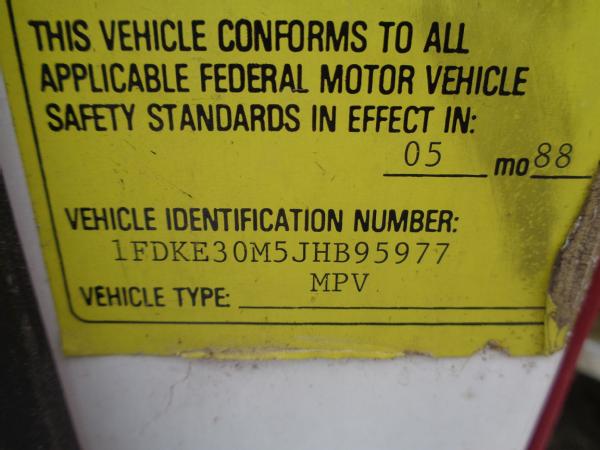 THIS VEHICLE CONFORMS TO ALL
APPLICABLE FEDERAL MOTOR VEHICLE
SAFETY STANDARDS IN EFFECT IN:
05 mo 88
VEHICLE IDENTIFICATION NUMBER:
1FDKE30M5JHB95977
VEHICLE TYPE: MPV